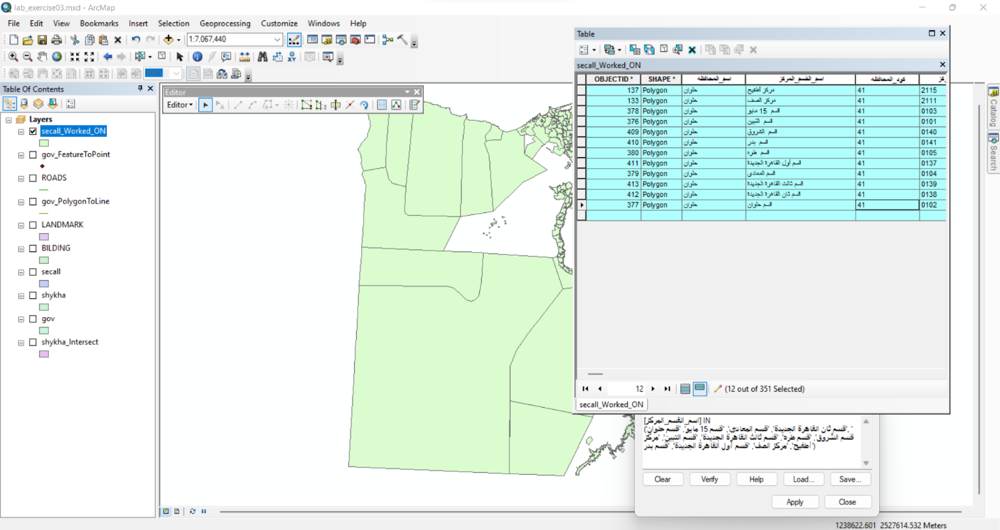 lab_exercise03.mxd - ArcMap
File Edit View Bookmarks Insert Selection Geoprocessing Customize Windows Help
1:7,067,440
100%
Table Of Contents
Layers
secall_Worked_ON
gov_FeatureToPoint
ROADS
gov_PolygonToLine
LANDMARK
BILDING
secall
shykha
gov
shykha_Intersect
Editor
Editor
Table
secall_Worked_ON
OBJECTID * SHAPE * اسم_المحافظه اسم_القسم_المركز كود_المحافظه
137 Polygon حلوان مركز أطفيح 41 2115
133 Polygon حلوان مركز الصف 41 2111
378 Polygon حلوان قسم 15 مايو 41 0103
376 Polygon حلوان قسم التبين 41 0101
409 Polygon حلوان قسم الشروق 41 0140
410 Polygon حلوان قسم بدر 41 0141
380 Polygon حلوان قسم طره 41 0105
411 Polygon حلوان قسم أول القاهرة الجديدة 41 0137
379 Polygon حلوان قسم المعادى 41 0104
413 Polygon حلوان قسم ثالث القاهرة الجديدة 41 0139
412 Polygon حلوان قسم ثان القاهرة الجديدة 41 0138
377 Polygon حلوان قسم حلوان 41 0102
12
(12 out of 351 Selected)
secall_Worked_ON
[اسم_القسم_المركز] IN
('قسم ثان القاهرة الجديدة', 'قسم المعادى', 'قسم 15 مايو', 'قسم حلوان', '
قسم الشروق', 'قسم طره', 'قسم ثالث القاهرة الجديدة', 'قسم التبين', 'مركز
أطفيح', 'مركز الصف', 'قسم أول القاهرة الجديدة', 'قسم بدر')
Clear Verify Help Load... Save...
Apply Close
Catalog
Search
1238622.601 2527614.532 Meters